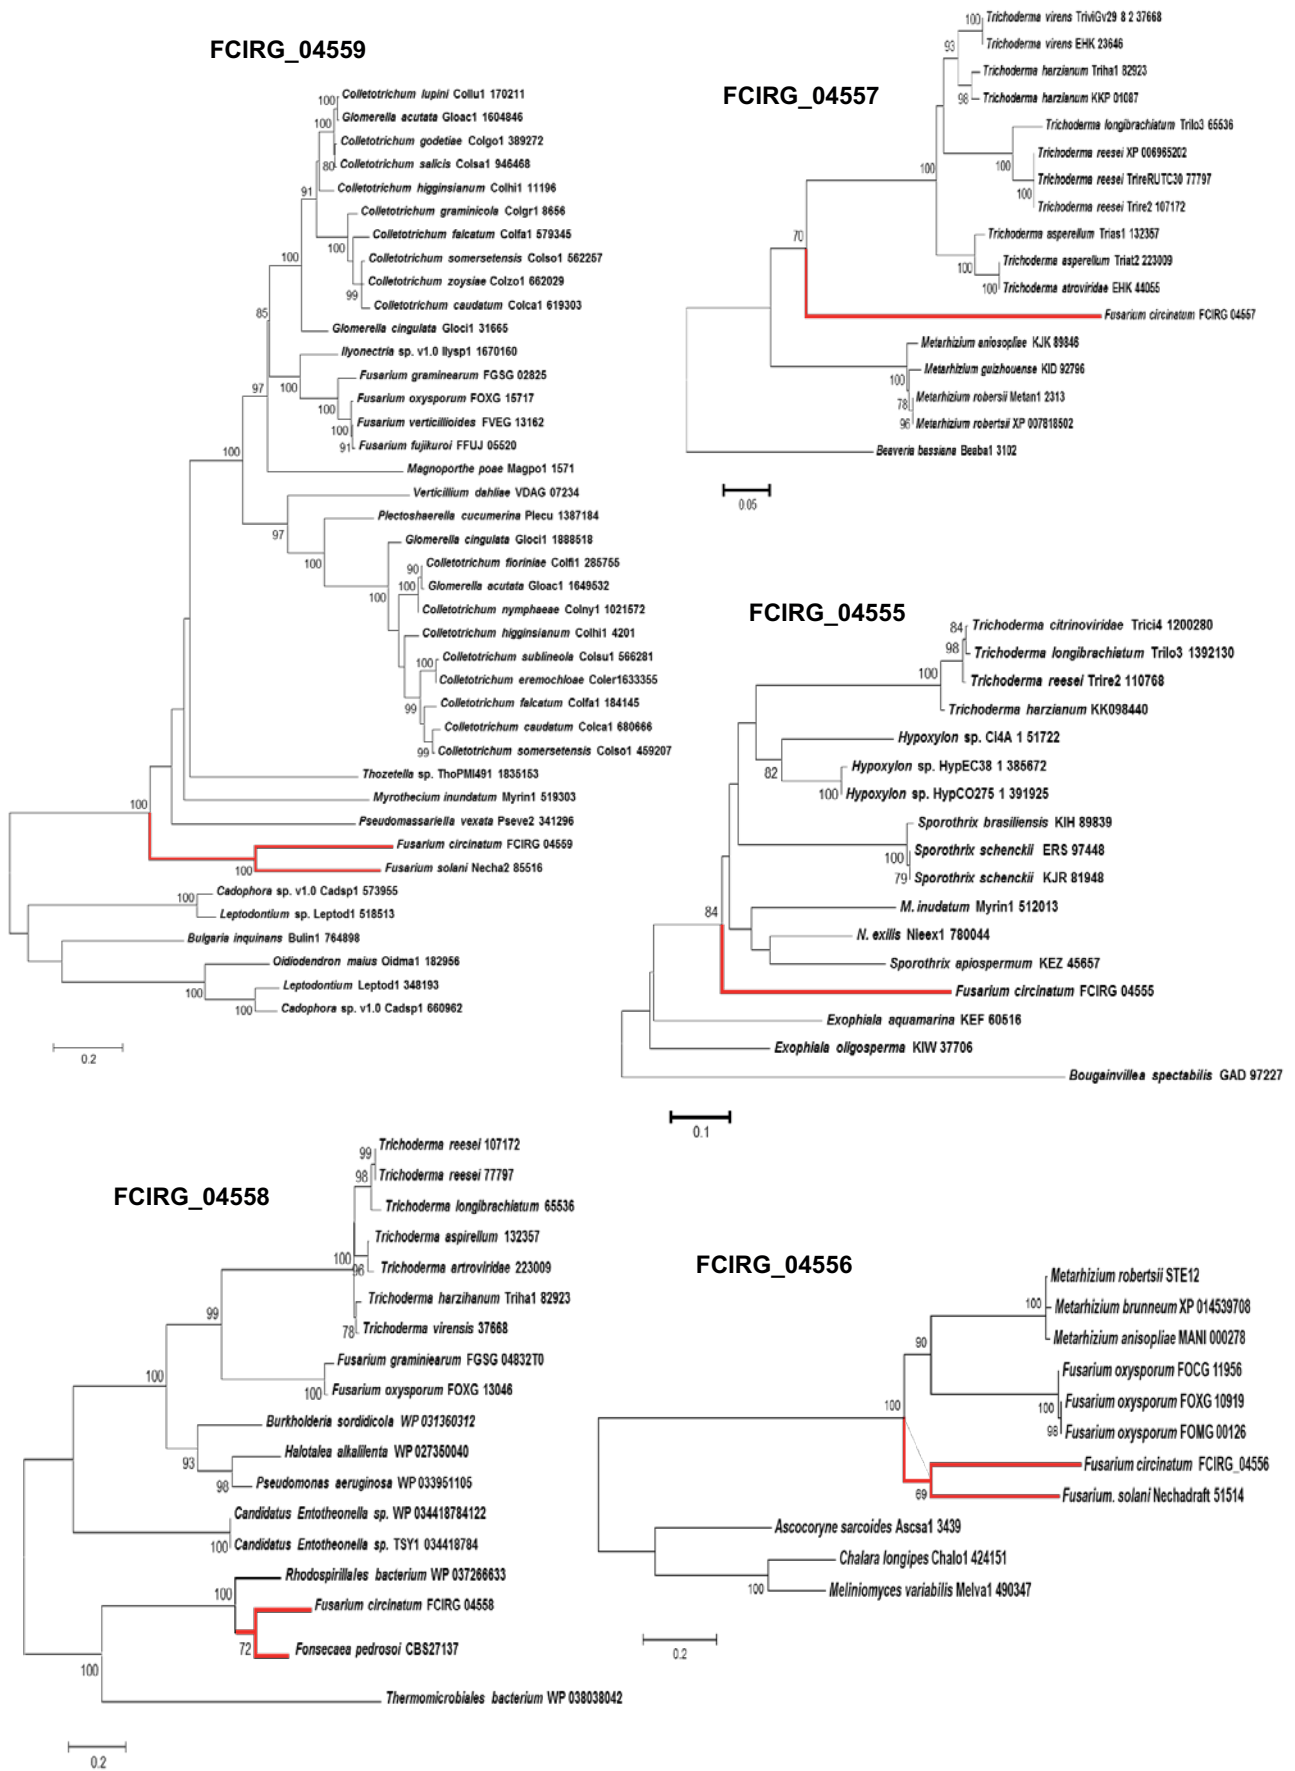 FCIRG_04559
100
Colletotrichum lupini Collu1 170211
100
Glomerella acutata Gloac1 1604846
Colletotrichum godetiae Colgo1 389272
80
Colletotrichum salicis Colsa1 946468
91
Colletotrichum higginsianum Colhi1 11196
Colletotrichum graminicola Colgr1 8656
100
Colletotrichum falcatum Colfa1 579345
100
Colletotrichum somersetensis Colso1 562257
Colletotrichum zoysiae Colzo1 662029
99
Colletotrichum caudatum Colca1 619303
85
Glomerella cingulata Gloci1 31665
Ilyonectria sp. v1.0 Ilysp1 1670160
100
Fusarium graminearum FGSG 02825
97
100
Fusarium oxysporum FOXG 15717
100
Fusarium verticillioides FVEG 13162
91
Fusarium fujikuroi FFUJ 05520
100
Magnoporthe poae Magpo1 1571
Verticillium dahliae VDAG 07234
97
Plectoshaerella cucumerina Plecu 1387184
100
Glomerella cingulata Gloci1 1888518
90
Colletotrichum fioriniae Colfi1 285755
100
Glomerella acutata Gloac1 1649532
100
Colletotrichum nymphaeae Colny1 1021572
Colletotrichum higginsianum Colhi1 4201
100
Colletotrichum sublineola Colsu1 566281
Colletotrichum eremochloae Coler1633355
99
Colletotrichum falcatum Colfa1 184145
Colletotrichum caudatum Colca1 680666
99
Colletotrichum somersetensis Colso1 459207
Thozetella sp. ThoPMI491 1835153
100
Myrothecium inundatum Myrin1 519303
Pseudomassariella vexata Pseve2 341296
Fusarium circinatum FCIRG 04559
100
Fusarium solani Necha2 85516
100
Cadophora sp. v1.0 Cadsp1 573955
Leptodontium sp. Leptod1 518513
Bulgaria inquinans Bulin1 764898
Oidiodendron maius Oidma1 182956
100
Leptodontium Leptod1 348193
100
Cadophora sp. v1.0 Cadsp1 660962
0.2
FCIRG_04557
100
Trichoderma virens TriviGv29 8 2 37668
93
Trichoderma virens EHK 23646
Trichoderma harzianum Triha1 82923
98
Trichoderma harzianum KKP 01087
Trichoderma longibrachiatum Trilo3 65536
100
100
Trichoderma reesei XP 006965202
Trichoderma reesei TrireRUTC30 77797
100
Trichoderma reesei Trire2 107172
70
Trichoderma asperellum Trias1 132357
100
Trichoderma asperellum Triat2 223009
100
Trichoderma atroviridae EHK 44055
Fusarium circinatum FCIRG 04557
Metarhizium aniosopliae KJK 89846
100
Metarhizium guizhouense KID 92796
78
Metarhizium robersii Metan1 2313
96
Metarhizium robertsii XP 007818502
Beaveria bassiana Beaba1 3102
0.05
FCIRG_04555
84
Trichoderma citrinoviridae Trici4 1200280
98
Trichoderma longibrachiatum Trilo3 1392130
100
Trichoderma reesei Trire2 110768
Trichoderma harzianum KK098440
Hypoxylon sp. CI4A 1 51722
82
Hypoxylon sp. HypEC38 1 385672
100
Hypoxylon sp. HypCO275 1 391925
Sporothrix brasiliensis KIH 89839
100
Sporothrix schenckii ERS 97448
79
Sporothrix schenckii KJR 81948
84
M. inudatum Myrin1 512013
N. exilis Nieex1 780044
Sporothrix apiospermum KEZ 45657
Fusarium circinatum FCIRG 04555
Exophiala aquamarina KEF 60516
Exophiala oligosperma KIW 37706
Bougainvillea spectabilis GAD 97227
0.1
FCIRG_04558
99
Trichoderma reesei 107172
98
Trichoderma reesei 77797
Trichoderma longibrachiatum 65536
Trichoderma aspirellum 132357
100
96
Trichoderma artroviridae 223009
Trichoderma harzihanum Triha1 82923
99
78
Trichoderma virensis 37668
Fusarium graminiearum FGSG 04832T0
100
100
Fusarium oxysporum FOXG 13046
Burkholderia sordidicola WP 031360312
93
Halotalea alkalilenta WP 027350040
98
Pseudomonas aeruginosa WP 033951105
Candidatus Entotheonella sp. WP 034418784122
100
Candidatus Entotheonella sp. TSY1 034418784
Rhodospirillales bacterium WP 037266633
100
Fusarium circinatum FCIRG 04558
72
Fonsecaea pedrosoi CBS27137
100
Thermomicrobiales bacterium WP 038038042
0.2
FCIRG_04556
Metarhizium robertsii STE12
100
Metarhizium brunneum XP 014539708
Metarhizium anisopliae MANI 000278
90
Fusarium oxysporum FOCG 11956
100
100
Fusarium oxysporum FOXG 10919
98
Fusarium oxysporum FOMG 00126
Fusarium circinatum FCIRG_04556
69
Fusarium. solani Nechadraft 51514
Ascocoryne sarcoides Ascsa1 3439
Chalara longipes Chalo1 424151
100
Meliniomyces variabilis Melva1 490347
0.2